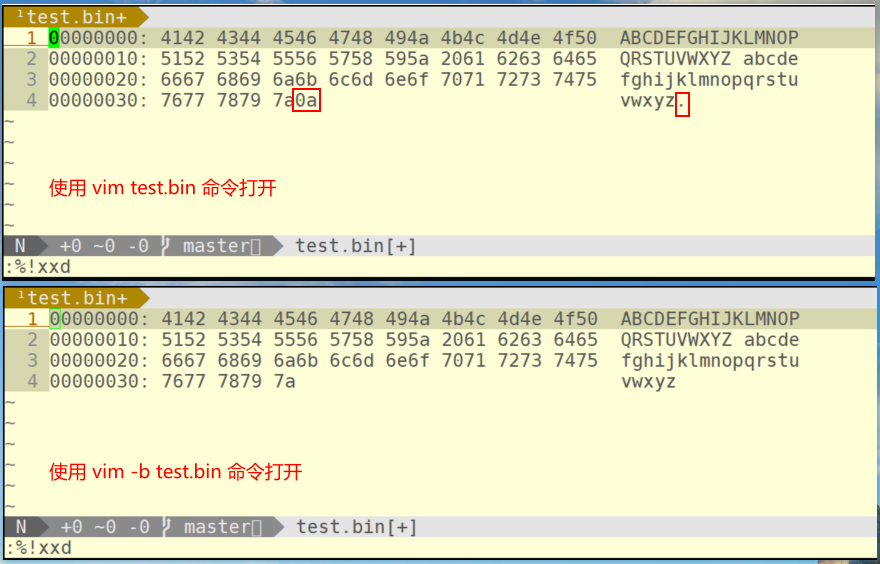 ¹test.bin+
1 00000000: 4142 4344 4546 4748 494a 4b4c 4d4e 4f50 ABCDEFGHIJKLMNOP
2 00000010: 5152 5354 5556 5758 595a 2061 6263 6465 QRSTUVWXYZ abcde
3 00000020: 6667 6869 6a6b 6c6d 6e6f 7071 7273 7475 fghijklmnopqrstu
4 00000030: 7677 7879 7a0a vwxyz.
~
~
~
~
~
~
使用 vim test.bin 命令打开
N +0 ~0 -0 master test.bin[+]
:%!xxd
¹test.bin+
1 00000000: 4142 4344 4546 4748 494a 4b4c 4d4e 4f50 ABCDEFGHIJKLMNOP
2 00000010: 5152 5354 5556 5758 595a 2061 6263 6465 QRSTUVWXYZ abcde
3 00000020: 6667 6869 6a6b 6c6d 6e6f 7071 7273 7475 fghijklmnopqrstu
4 00000030: 7677 7879 7a vwxyz
~
~
~
~
~
~
使用 vim -b test.bin 命令打开
N +0 ~0 -0 master test.bin[+]
:%!xxd